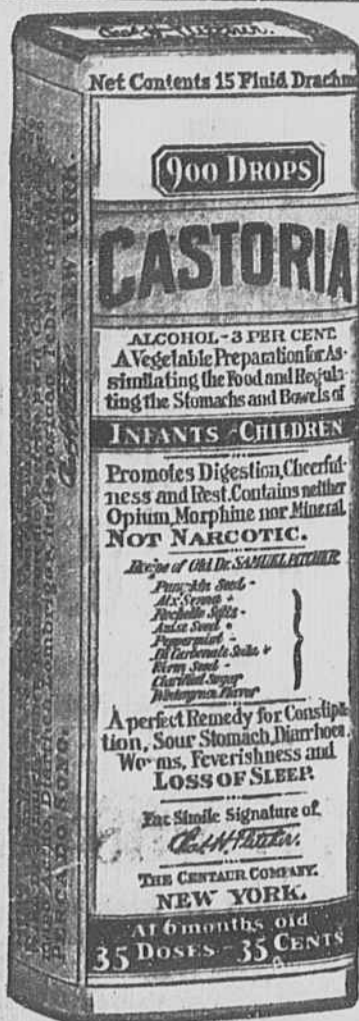 Chas. H. Fletcher.
Net Contents 15 Fluid Drachm
900 DROPS
CASTORIA
ALCOHOL-3 PER CENT.
A Vegetable Preparation for As-
similating the Food and Regula-
ting the Stomachs and Bowels of
INFANTS CHILDREN
Promotes Digestion, Cheerful-
ness and Rest. Contains neither
Opium, Morphine nor Mineral.
NOT NARCOTIC.
Recipe of Old Dr. SAMUEL PITCHER
Pumpkin Seed -
Alx. Senna +
Rochelle Salts -
Anise Seed +
Peppermint -
Bi Carbonate Soda +
Worm Seed -
Clarified Sugar
Wintergreen Flavor
A perfect Remedy for Constipa-
tion, Sour Stomach, Diarrhoea,
Worms, Feverishness and
LOSS OF SLEEP.
Fac Simile Signature of
Chas. H. Fletcher.
THE CENTAUR COMPANY.
NEW YORK.
At 6 months old
35 DOSES - 35 CENTS
NEW YORK.